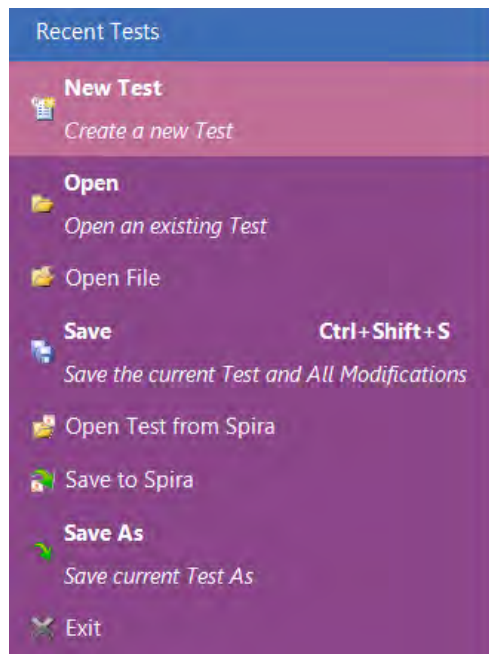 Recent Tests
New Test
Create a new Test
Open
Open an existing Test
Open File
Save Ctrl+Shift+S
Save the current Test and All Modifications
Open Test from Spira
Save to Spira
Save As
Save current Test As
Exit